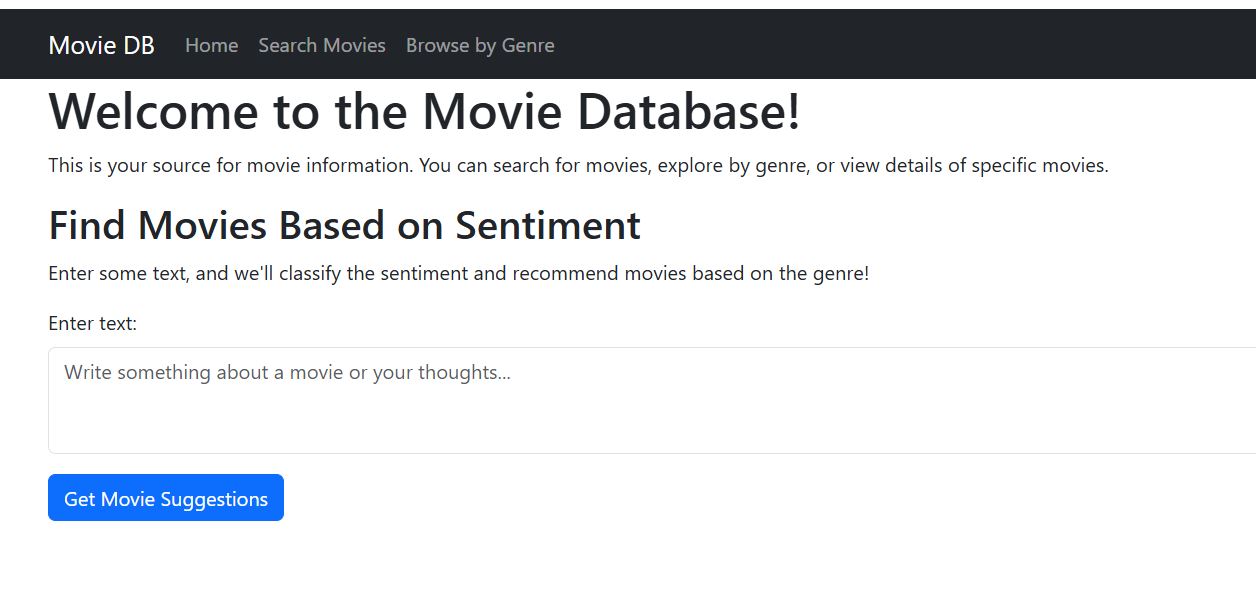 Movie DB Home Search Movies Browse by Genre
Welcome to the Movie Database!
This is your source for movie information. You can search for movies, explore by genre, or view details of specific movies.
Find Movies Based on Sentiment
Enter some text, and we'll classify the sentiment and recommend movies based on the genre!
Enter text:
Write something about a movie or your thoughts...
Get Movie Suggestions